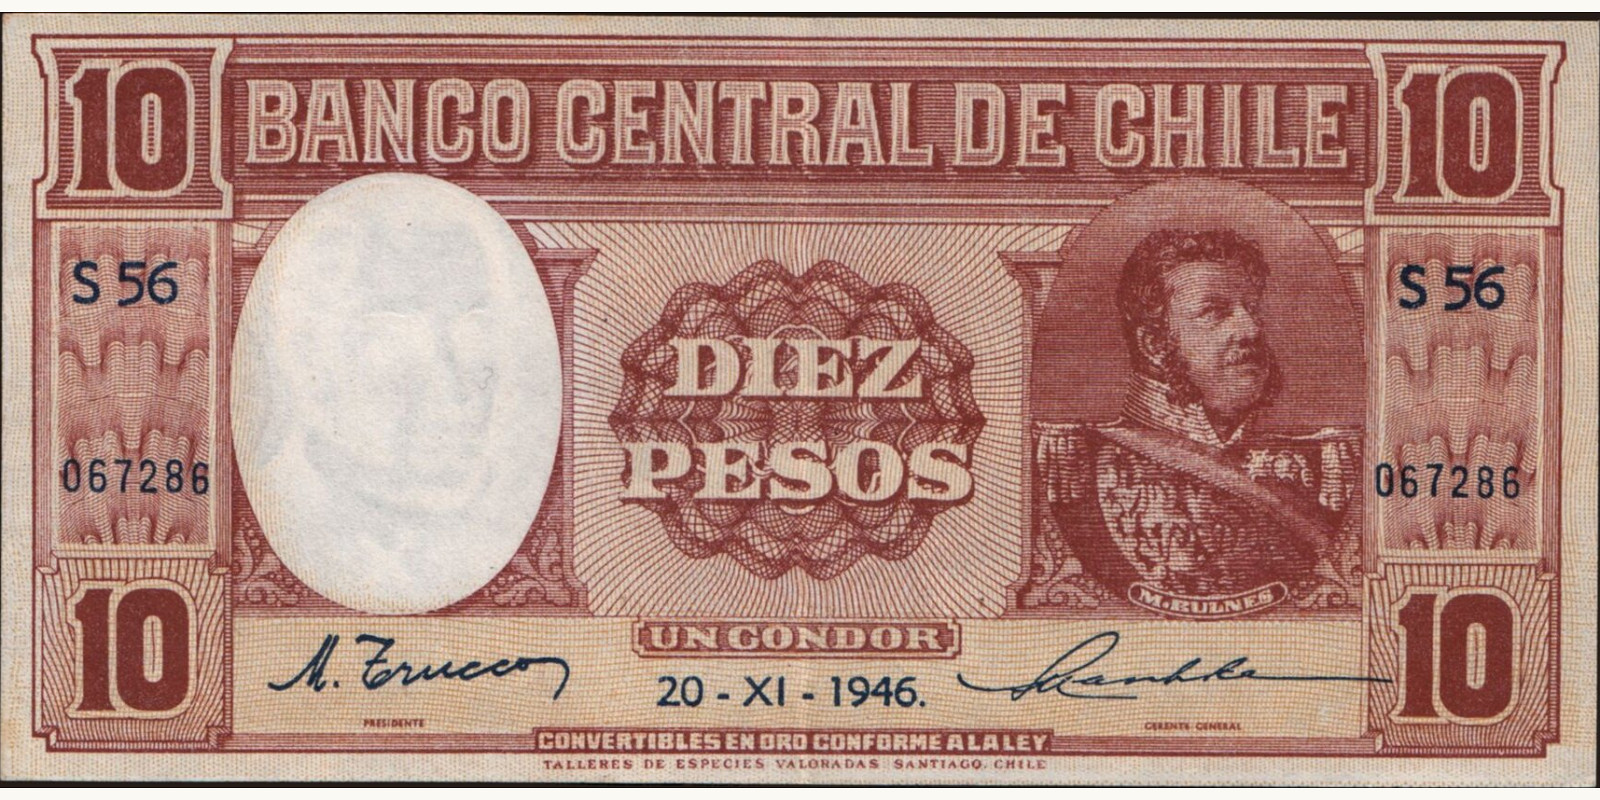 10 BANCO CENTRAL DE CHILE 10
S 56 S 56
DIEZ
PESOS
067286 067286
M. BULNES
10 UN CONDOR 10
M. Trucco
20 - XI - 1946.
PRESIDENTE GERENTE GENERAL
CONVERTIBLES EN ORO CONFORME A LA LEY
TALLERES DE ESPECIES VALORADAS SANTIAGO. CHILE